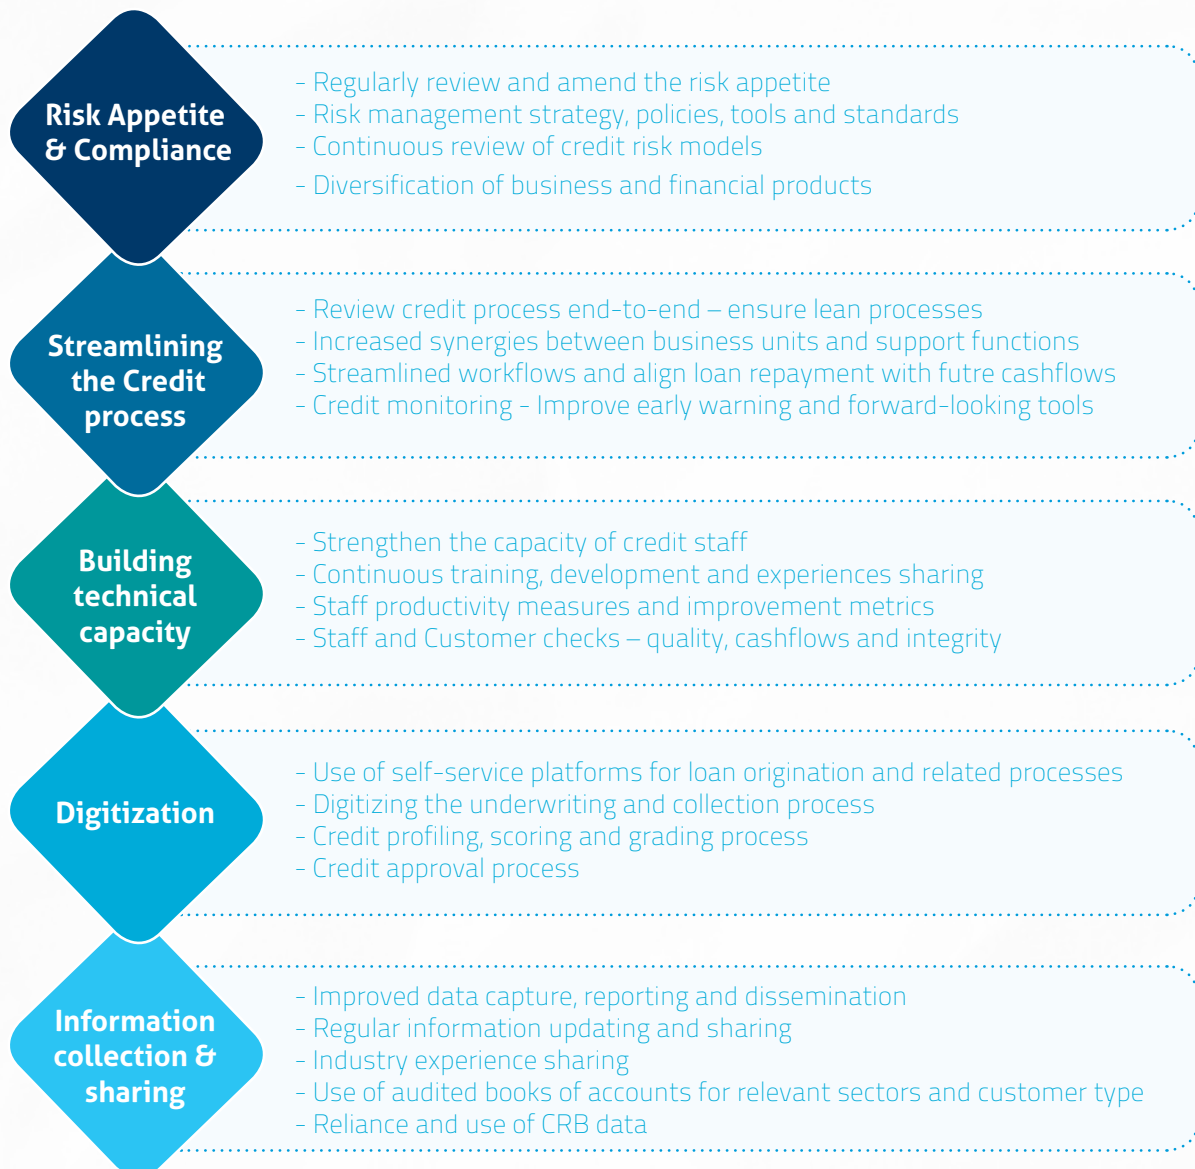 Risk Appetite
& Compliance
- Regularly review and amend the risk appetite
- Risk management strategy, policies, tools and standards
- Continuous review of credit risk models
- Diversification of business and financial products
Streamlining
the Credit
process
- Review credit process end-to-end – ensure lean processes
- Increased synergies between business units and support functions
- Streamlined workflows and align loan repayment with futre cashflows
- Credit monitoring - Improve early warning and forward-looking tools
Building
technical
capacity
- Strengthen the capacity of credit staff
- Continuous training, development and experiences sharing
- Staff productivity measures and improvement metrics
- Staff and Customer checks – quality, cashflows and integrity
Digitization
- Use of self-service platforms for loan origination and related processes
- Digitizing the underwriting and collection process
- Credit profiling, scoring and grading process
- Credit approval process
Information
collection &
sharing
- Improved data capture, reporting and dissemination
- Regular information updating and sharing
- Industry experience sharing
- Use of audited books of accounts for relevant sectors and customer type
- Reliance and use of CRB data